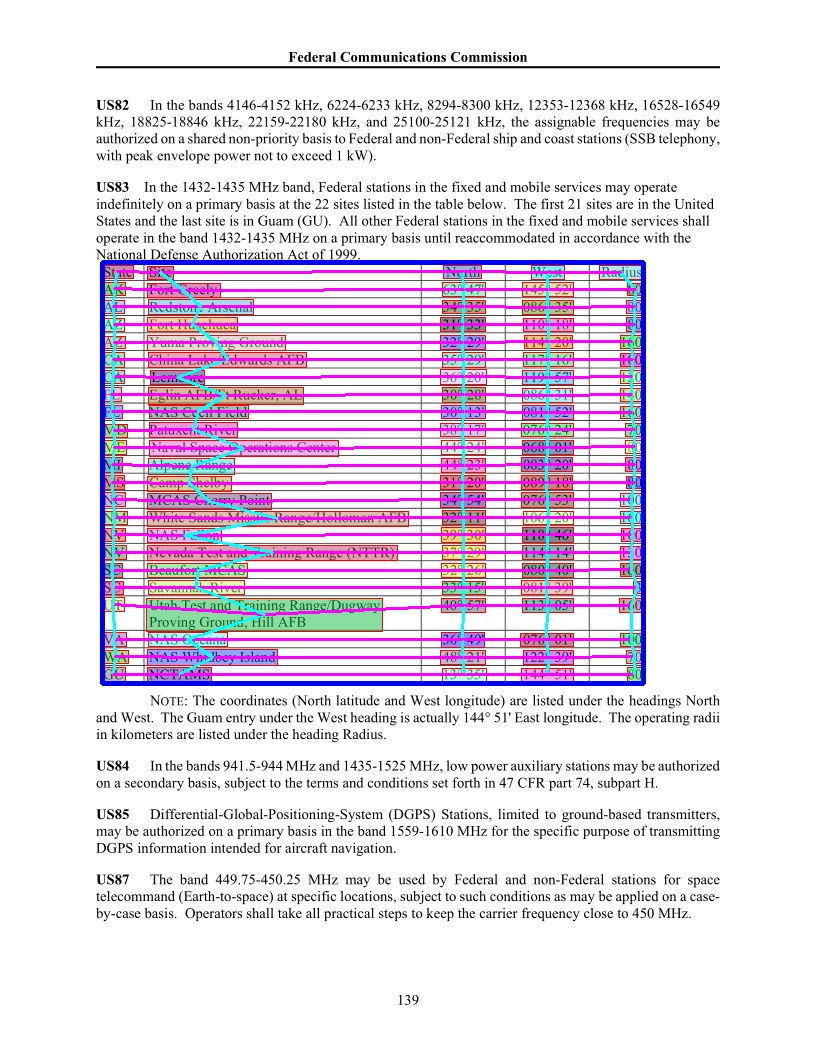 Federal Communications Commission
US82 In the bands 4146-4152 kHz, 6224-6233 kHz, 8294-8300 kHz, 12353-12368 kHz, 16528-16549
kHz, 18825-18846 kHz, 22159-22180 kHz, and 25100-25121 kHz, the assignable frequencies may be
authorized on a shared non-priority basis to Federal and non-Federal ship and coast stations (SSB telephony,
with peak envelope power not to exceed 1 kW).
US83 In the 1432-1435 MHz band, Federal stations in the fixed and mobile services may operate
indefinitely on a primary basis at the 22 sites listed in the table below. The first 21 sites are in the United
States and the last site is in Guam (GU). All other Federal stations in the fixed and mobile services shall
operate in the band 1432-1435 MHz on a primary basis until reaccommodated in accordance with the
National Defense Authorization Act of 1999.
State Site North West Radius
AK Fort Greely 63° 47' 145° 52'
AL Redstone Arsenal 34° 35' 086° 35'
AZ Fort Huachuca 31° 33' 110° 18'
AZ Yuma Proving Ground 32° 29' 114° 20'
CA China Lake/Edwards AFB 35° 29' 117° 16'
CA Lemoore 36° 20' 119° 57'
FL Eglin AFB/Ft Rucker, AL 30° 28' 086° 31'
FL NAS Cecil Field 30° 13' 081° 52'
MD Patuxent River 38° 17' 076° 24'
ME Naval Space Operations Center 44° 24' 068° 01'
MI Alpena Range 44° 23' 083° 20'
MS Camp Shelby 31° 20' 089° 18'
NC MCAS Cherry Point 34° 54' 076° 53'
NM White Sands Missile Range/Holloman AFB 32° 11' 106° 20'
NV NAS Fallon 39° 30' 118° 46'
NV Nevada Test and Training Range (NTTR) 37° 29' 114° 14'
SC Beaufort MCAS 32° 26' 080° 40'
SC Savannah River 33° 15' 081° 39'
UT Utah Test and Training Range/Dugway 40° 57' 113° 05'
Proving Ground, Hill AFB
VA NAS Oceana 36° 49' 076° 01'
WA NAS Whidbey Island 48° 21' 122° 39'
GU NCTAMS 13° 35' 144° 51'
NOTE: The coordinates (North latitude and West longitude) are listed under the headings North
and West. The Guam entry under the West heading is actually 144° 51' East longitude. The operating radii
in kilometers are listed under the heading Radius.
US84 In the bands 941.5-944 MHz and 1435-1525 MHz, low power auxiliary stations may be authorized
on a secondary basis, subject to the terms and conditions set forth in 47 CFR part 74, subpart H.
US85 Differential-Global-Positioning-System (DGPS) Stations, limited to ground-based transmitters,
may be authorized on a primary basis in the band 1559-1610 MHz for the specific purpose of transmitting
DGPS information intended for aircraft navigation.
US87 The band 449.75-450.25 MHz may be used by Federal and non-Federal stations for space
telecommand (Earth-to-space) at specific locations, subject to such conditions as may be applied on a case-
by-case basis. Operators shall take all practical steps to keep the carrier frequency close to 450 MHz.
139